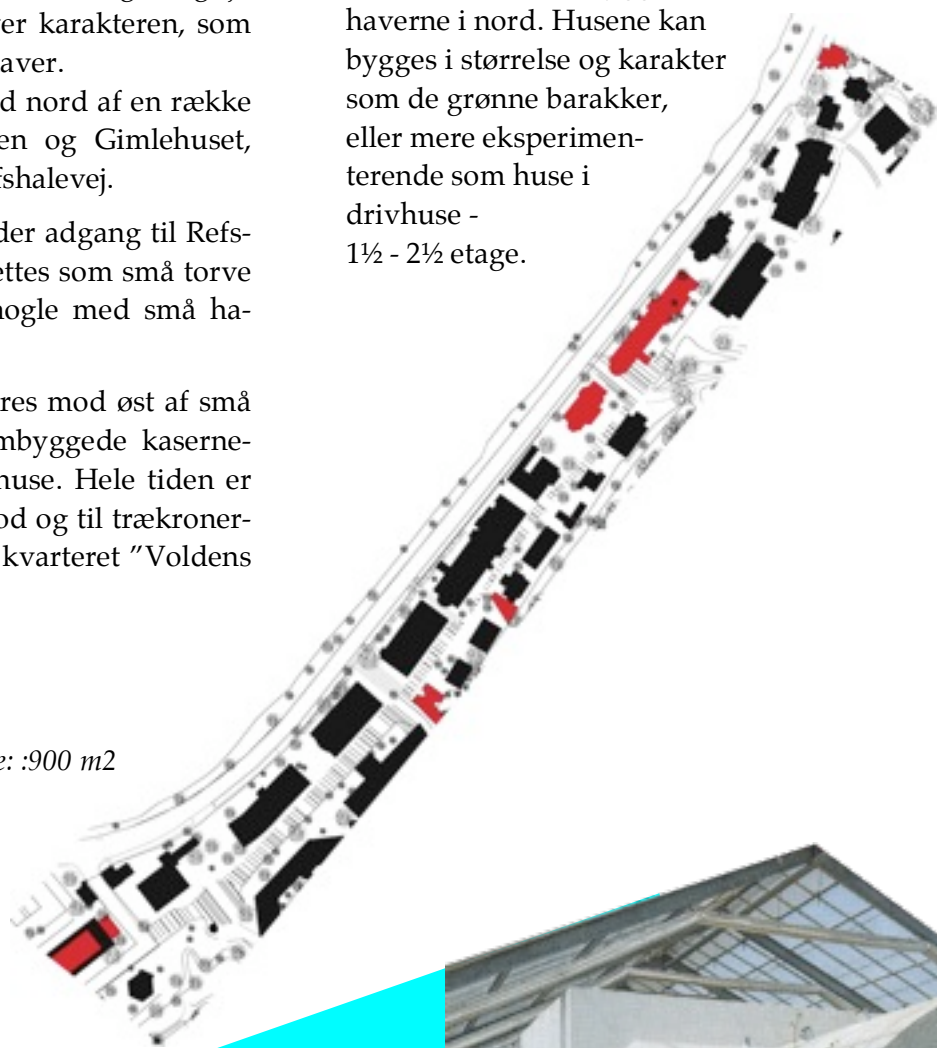 er karakteren, som
aver.
d nord af en række
en og Gimlehuset,
fshalevej.
der adgang til Refs-
ettes som små torve
nogle med små ha-
res mod øst af små
mbyggede kaserne-
huse. Hele tiden er
od og til trækroner-
kvarteret ”Voldens
e: :900 m2
haverne i nord. Husene kan
bygges i størrelse og karakter
som de grønne barakker,
eller mere eksperimen-
terende som huse i
drivhuse -
1½ - 2½ etage.